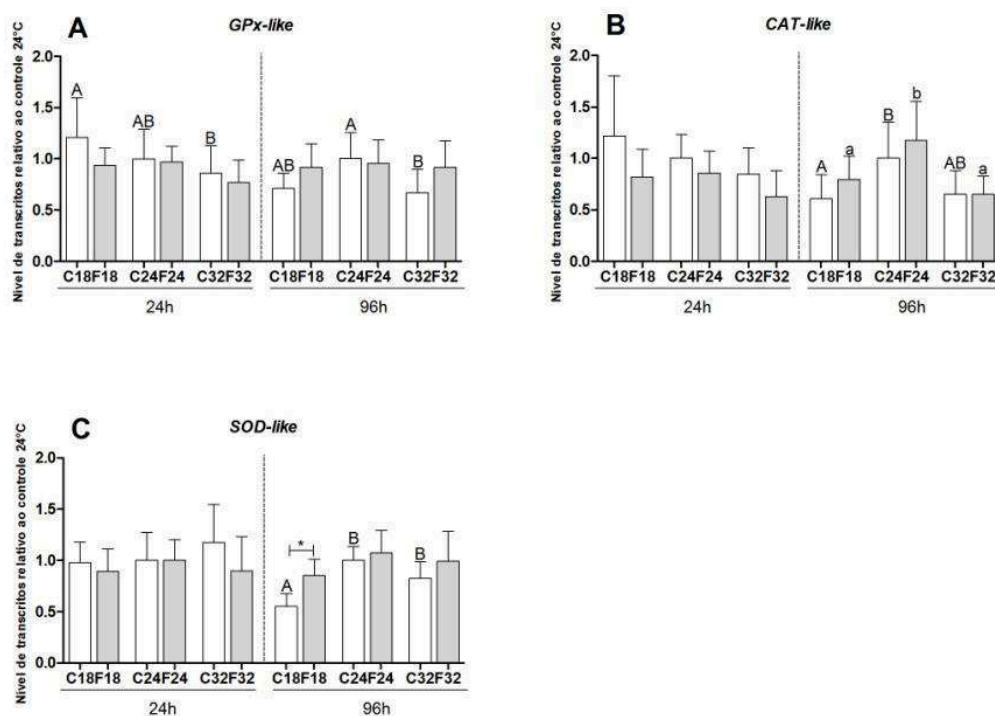 A
GPx-like
Nível de transcritos relativo ao controle 24°C
2.0
1.5
1.0
0.5
0.0
A
AB
B
AB
A
B
C18F18 C24F24 C32F32 C18F18 C24F24 C32F32
24h 96h
B
CAT-like
Nível de transcritos relativo ao controle 24°C
2.0
1.5
1.0
0.5
0.0
A
a
B
b
AB
a
C18F18 C24F24 C32F32 C18F18 C24F24 C32F32
24h 96h
C
SOD-like
Nível de transcritos relativo ao controle 24°C
2.0
1.5
1.0
0.5
0.0
A
*
B
B
C18F18 C24F24 C32F32 C18F18 C24F24 C32F32
24h 96h